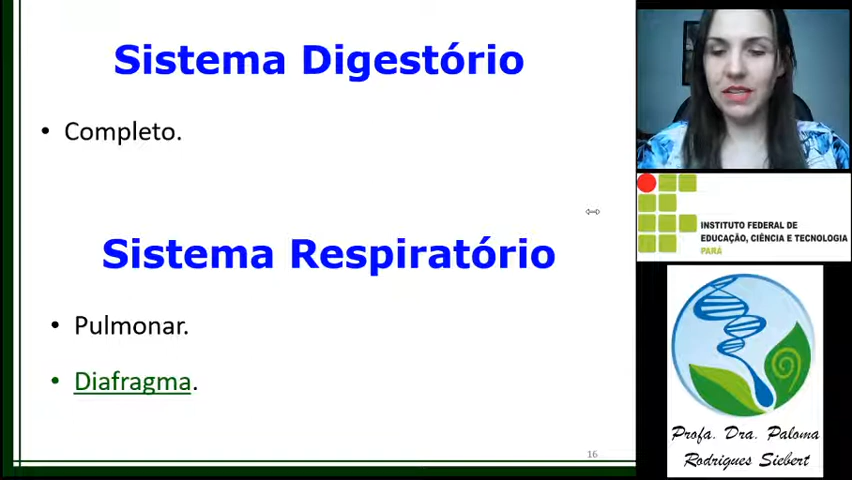 Sistema Digestório
• Completo.
Sistema Respiratório
• Pulmonar.
• Diafragma.
16
INSTITUTO FEDERAL DE
EDUCAÇÃO, CIÊNCIA E TECNOLOGIA
PARÁ
Profa. Dra. Paloma
Rodrigues Siebert